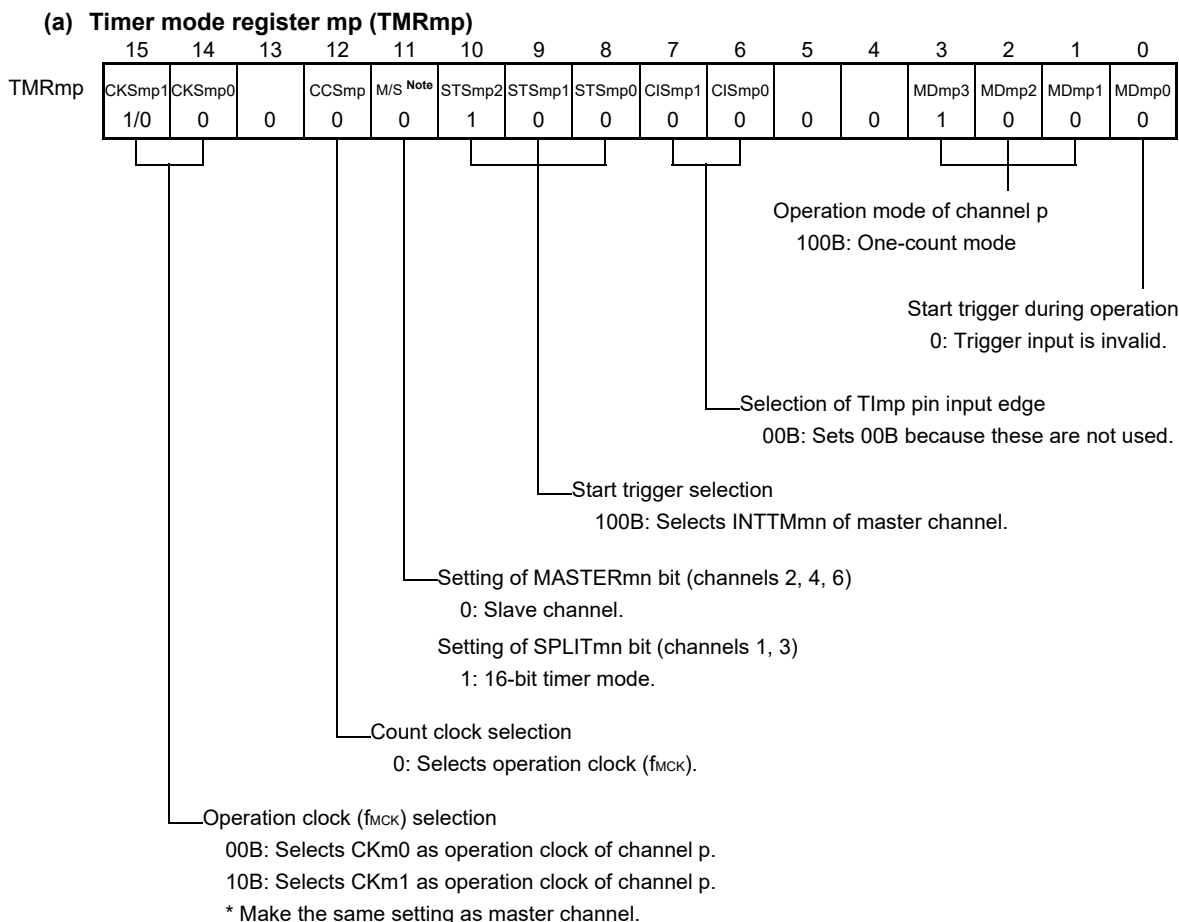 (a) Timer mode register mp (TMRmp)
15 14 13 12 11 10 9 8 7 6 5 4 3 2 1 0
TMRmp CKSmp1 CKSmp0 CCSmp M/S Note STSmp2 STSmp1 STSmp0 CISmp1 CISmp0 MDmp3 MDmp2 MDmp1 MDmp0
1/0 0 0 0 0 1 0 0 0 0 0 0 1 0 0 0
Operation mode of channel p
100B: One-count mode
Start trigger during operation
0: Trigger input is invalid.
Selection of TImp pin input edge
00B: Sets 00B because these are not used.
Start trigger selection
100B: Selects INTTMmn of master channel.
Setting of MASTERmn bit (channels 2, 4, 6)
0: Slave channel.
Setting of SPLITmn bit (channels 1, 3)
1: 16-bit timer mode.
Count clock selection
0: Selects operation clock (fMCK).
Operation clock (fMCK) selection
00B: Selects CKm0 as operation clock of channel p.
10B: Selects CKm1 as operation clock of channel p.
* Make the same setting as master channel.